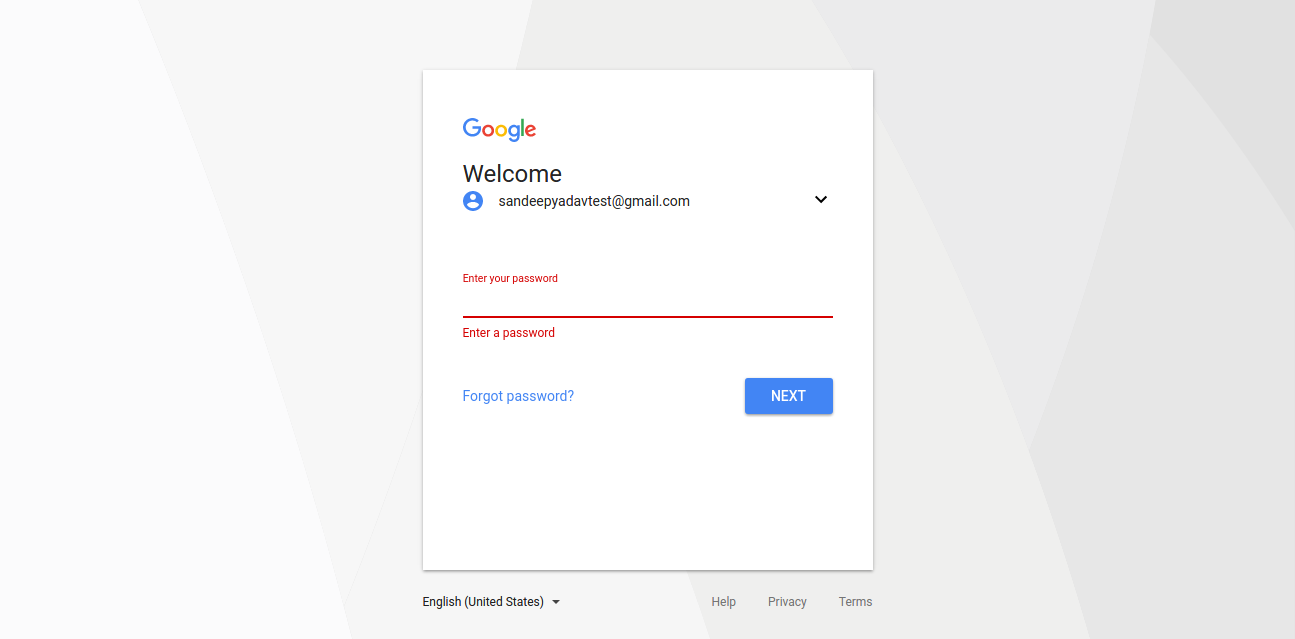 Google
Welcome
sandeepyadavtest@gmail.com
Enter your password
Enter a password
Forgot password?
NEXT
English (United States)
Help
Privacy
Terms